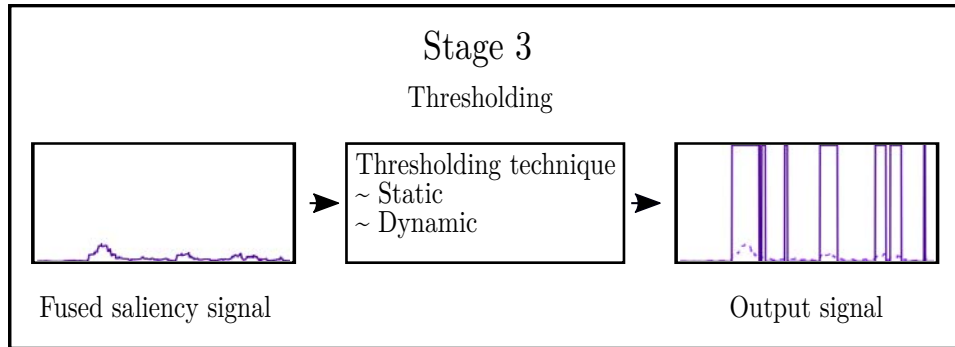 Stage 3
Thresholding
Thresholding technique
~ Static
~ Dynamic
Fused saliency signal
Output signal